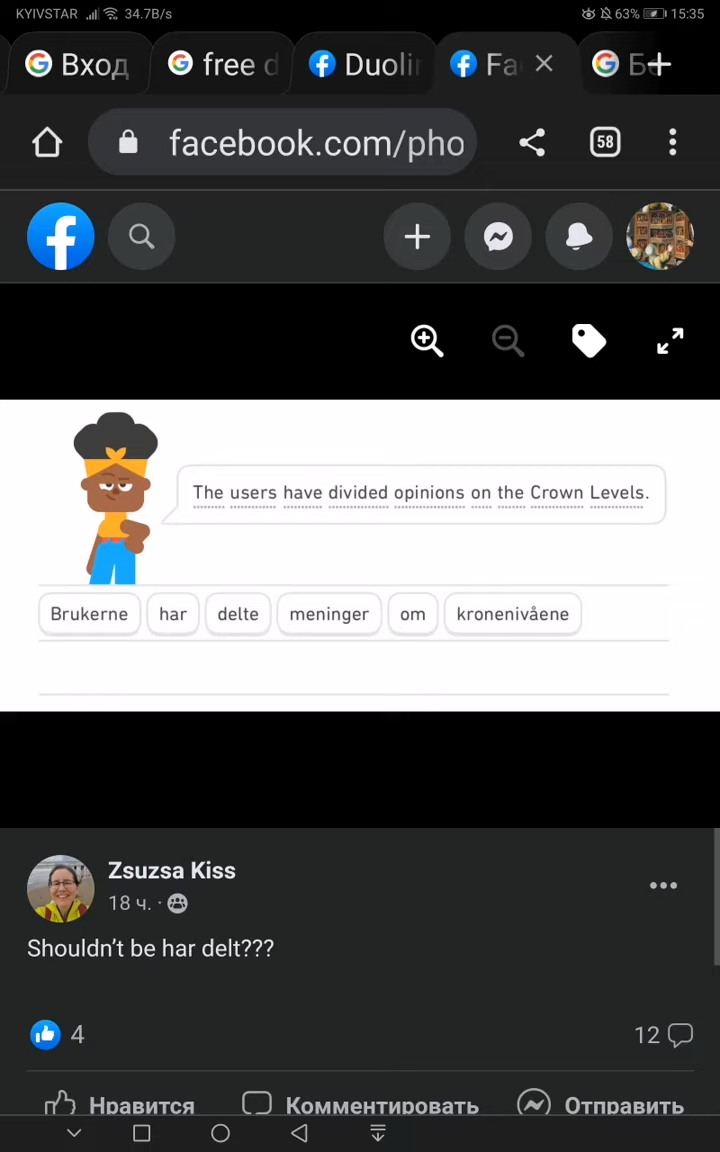 KYIVSTAR 34.7B/s 63% 15:35
Вход free d Duolin Fa
facebook.com/pho 58
The users have divided opinions on the Crown Levels.
Brukerne har delte meninger om kronenivåene
Zsuzsa Kiss
18 ч. ·
Shouldn't be har delt???
4 12
Нравится Комментировать Отправить